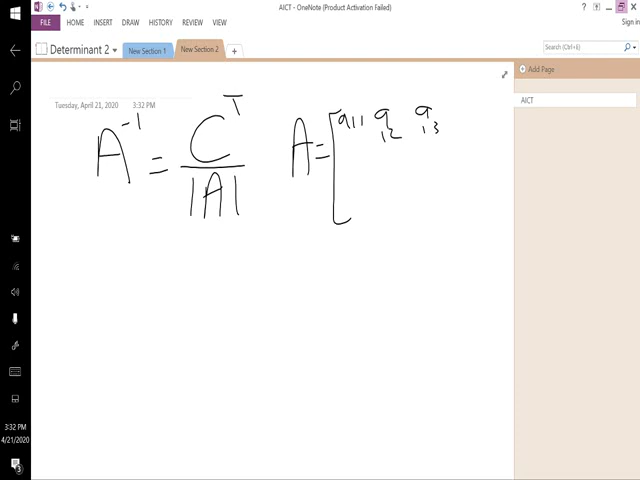 AICT - OneNote (Product Activation Failed)
FILE HOME INSERT DRAW HISTORY REVIEW VIEW
Sign in
Determinant 2 New Section 1 New Section 2 +
Search (Ctrl+E)
Add Page
AICT
Tuesday, April 21, 2020 3:32 PM
A⁻¹ = Cᵀ / |A| A = [ a11 a12 a13
3:32 PM
4/21/2020
3